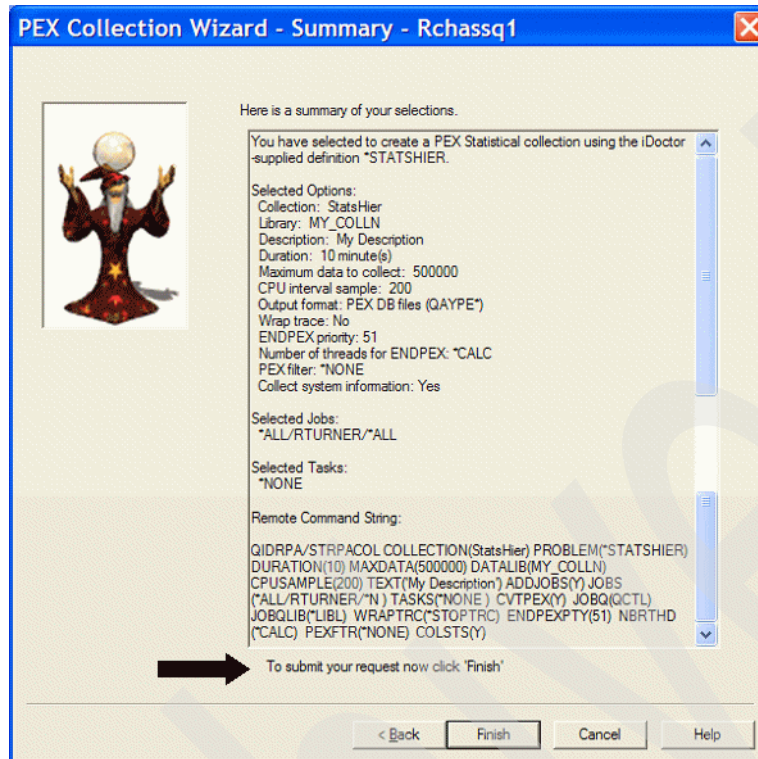 PEX Collection Wizard - Summary - Rchassq1
Here is a summary of your selections.
You have selected to create a PEX Statistical collection using the iDoctor
-supplied definition *STATSHIER.
Selected Options:
Collection: StatsHier
Library: MY_COLLN
Description: My Description
Duration: 10 minute(s)
Maximum data to collect: 500000
CPU interval sample: 200
Output format: PEX DB files (QAYPE*)
Wrap trace: No
ENDPEX priority: 51
Number of threads for ENDPEX: *CALC
PEX filter: *NONE
Collect system information: Yes
Selected Jobs:
*ALL/RTURNER/*ALL
Selected Tasks:
*NONE
Remote Command String:
QIDRPA/STRPACOL COLLECTION(StatsHier) PROBLEM(*STATSHIER)
DURATION(10) MAXDATA(500000) DATALIB(MY_COLLN)
CPUSAMPLE(200) TEXT('My Description') ADDJOBS(Y) JOBS
(*ALL/RTURNER/*N ) TASKS(*NONE ) CVTPEX(Y) JOBQ(QCTL)
JOBQLIB(*LIBL) WRAPTRC(*STOPTRC) ENDPEXPTY(51) NBRTHD
(*CALC) PEXFTR(*NONE) COLSTS(Y)
To submit your request now click 'Finish'
< Back Finish Cancel Help